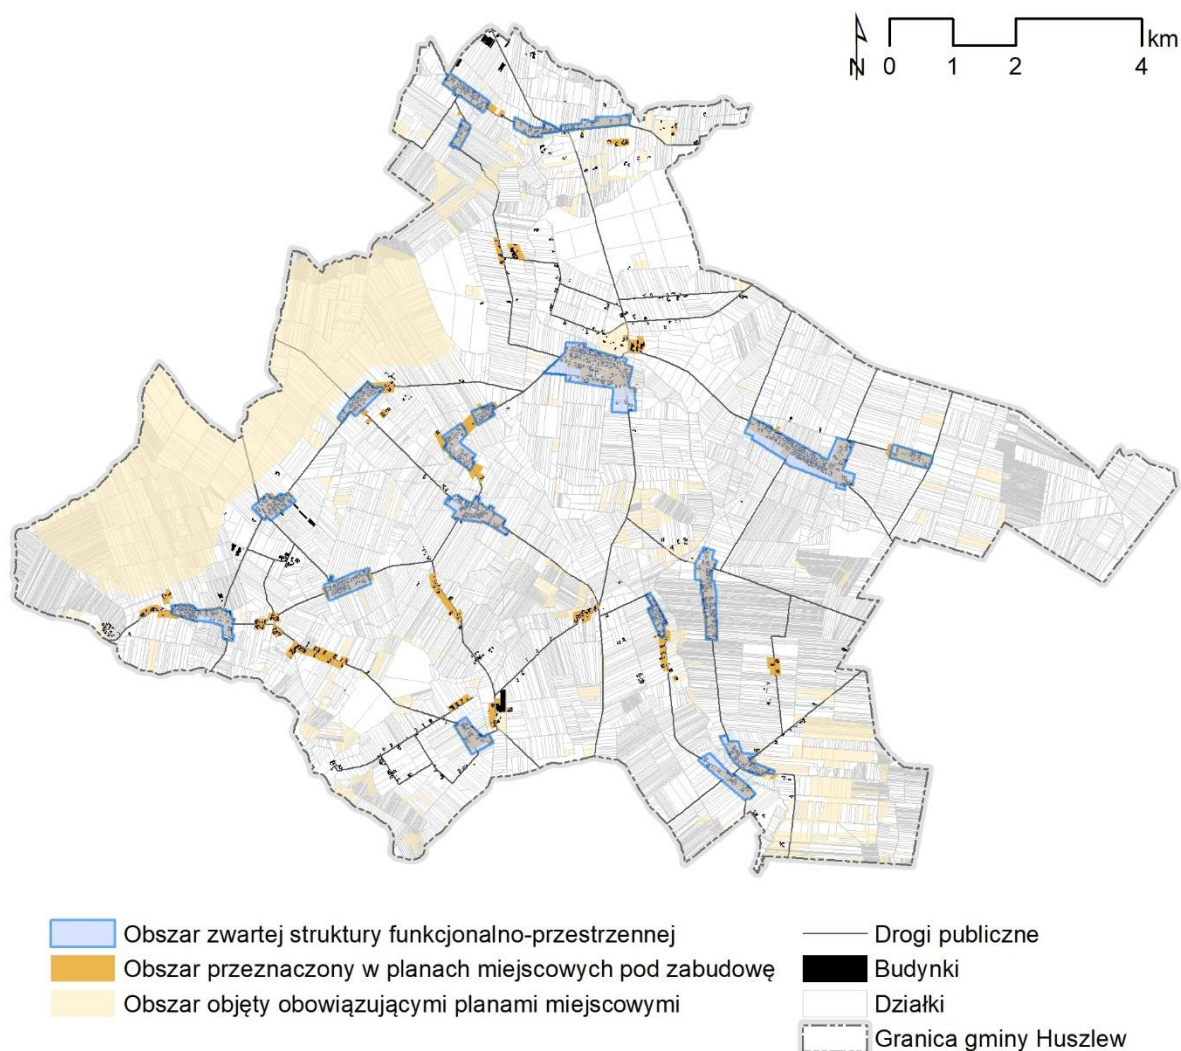 km
N 0 1 2 4
Obszar zwartej struktury funkcjonalno-przestrzennej
Obszar przeznaczony w planach miejscowych pod zabudowę
Obszar objęty obowiązującymi planami miejscowymi
Drogi publiczne
Budynki
Działki
Granica gminy Huszlew